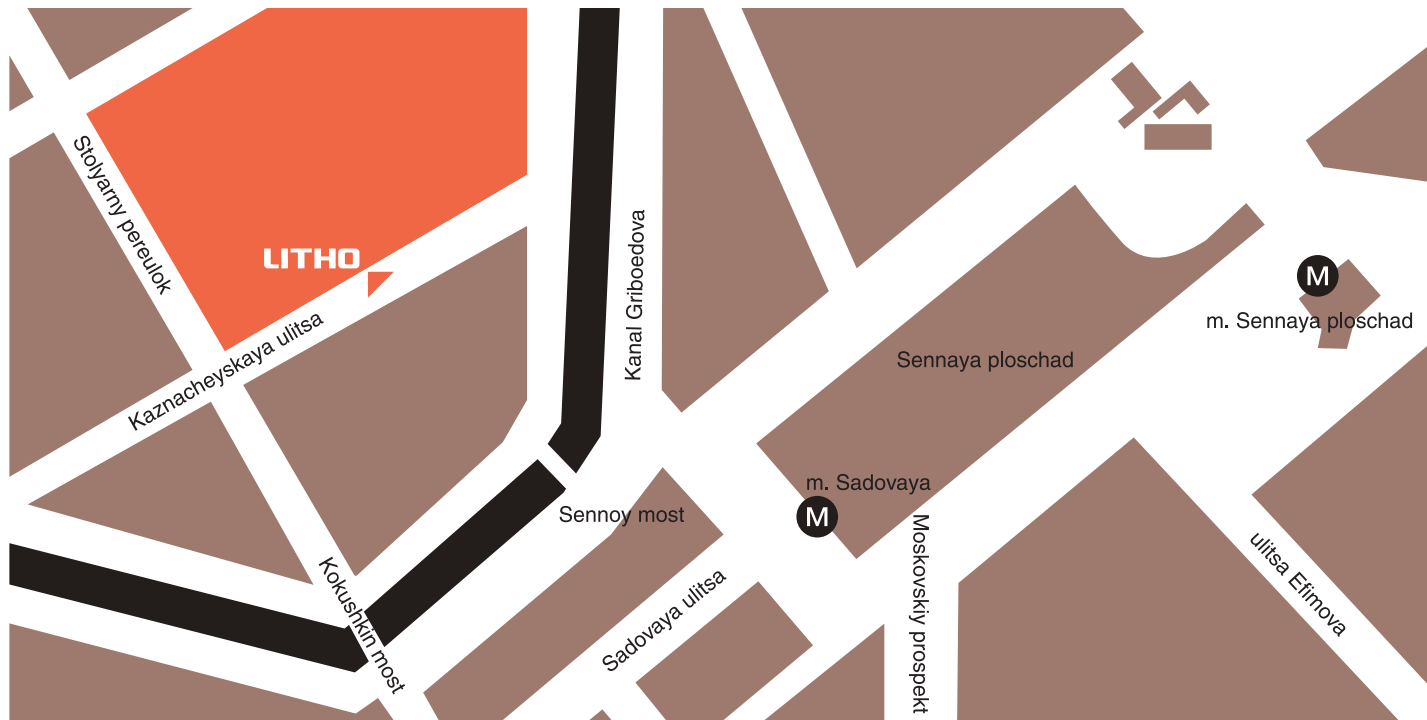 Stolyarny pereulok
LITHO
Kaznacheyskaya ulitsa
Kanal Griboedova
M
m. Sennaya ploschad
Sennaya ploschad
m. Sadovaya
M
Sennoy most
Moskovskiy prospekt
ulitsa Efimova
Sadovaya ulitsa
Kokushkin most